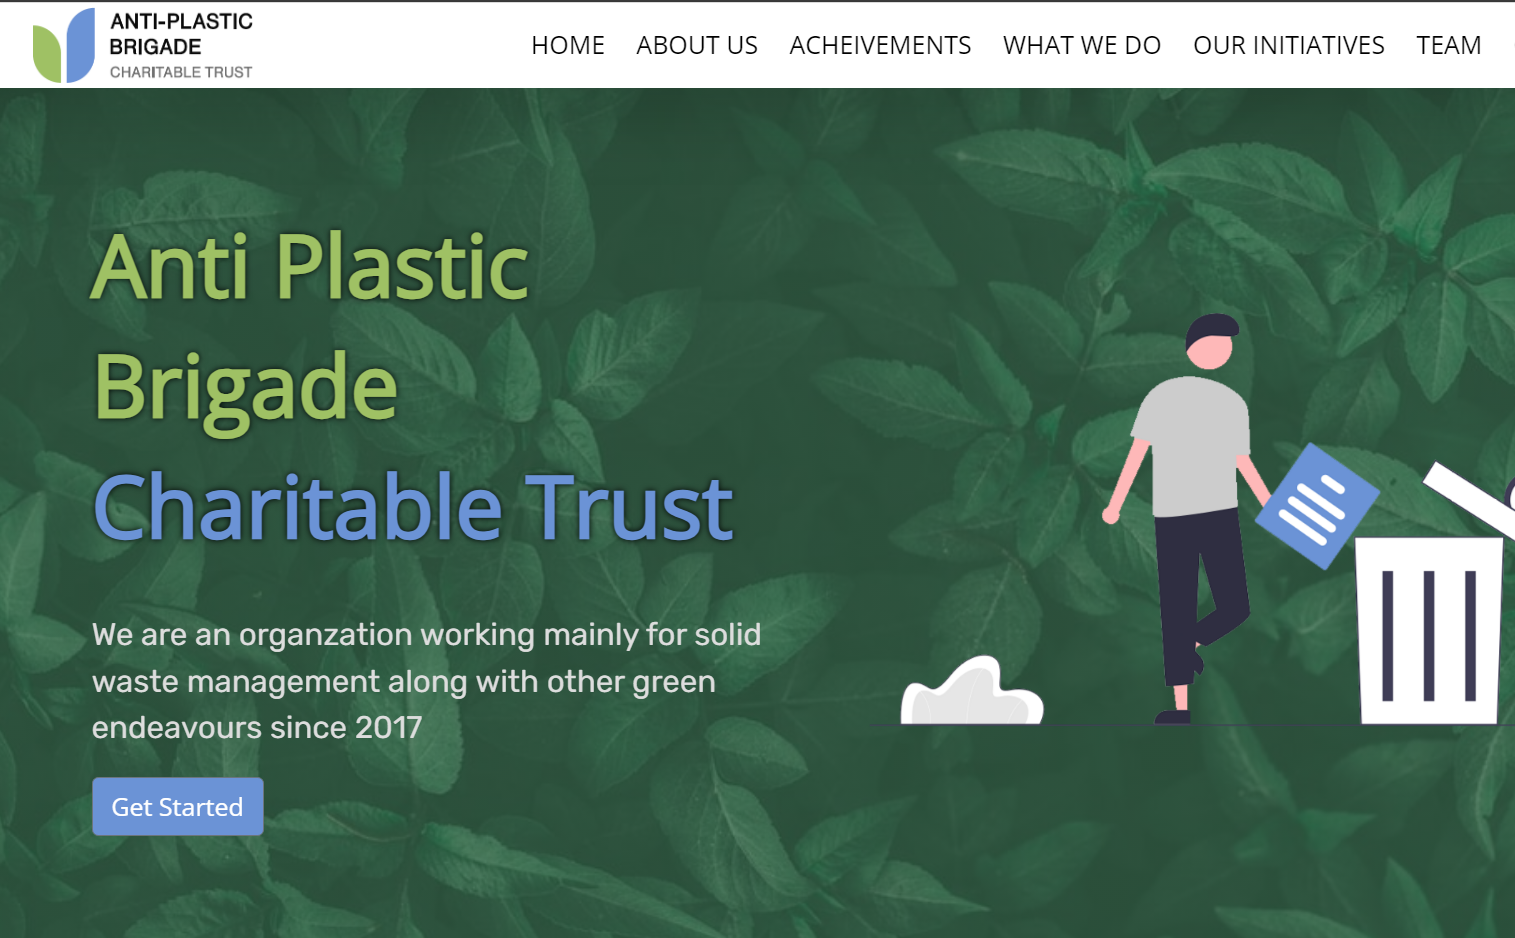 ANTI-PLASTIC
BRIGADE
CHARITABLE TRUST
HOME ABOUT US ACHEIVEMENTS WHAT WE DO OUR INITIATIVES TEAM
Anti Plastic
Brigade
Charitable Trust
We are an organzation working mainly for solid
waste management along with other green
endeavours since 2017
Get Started